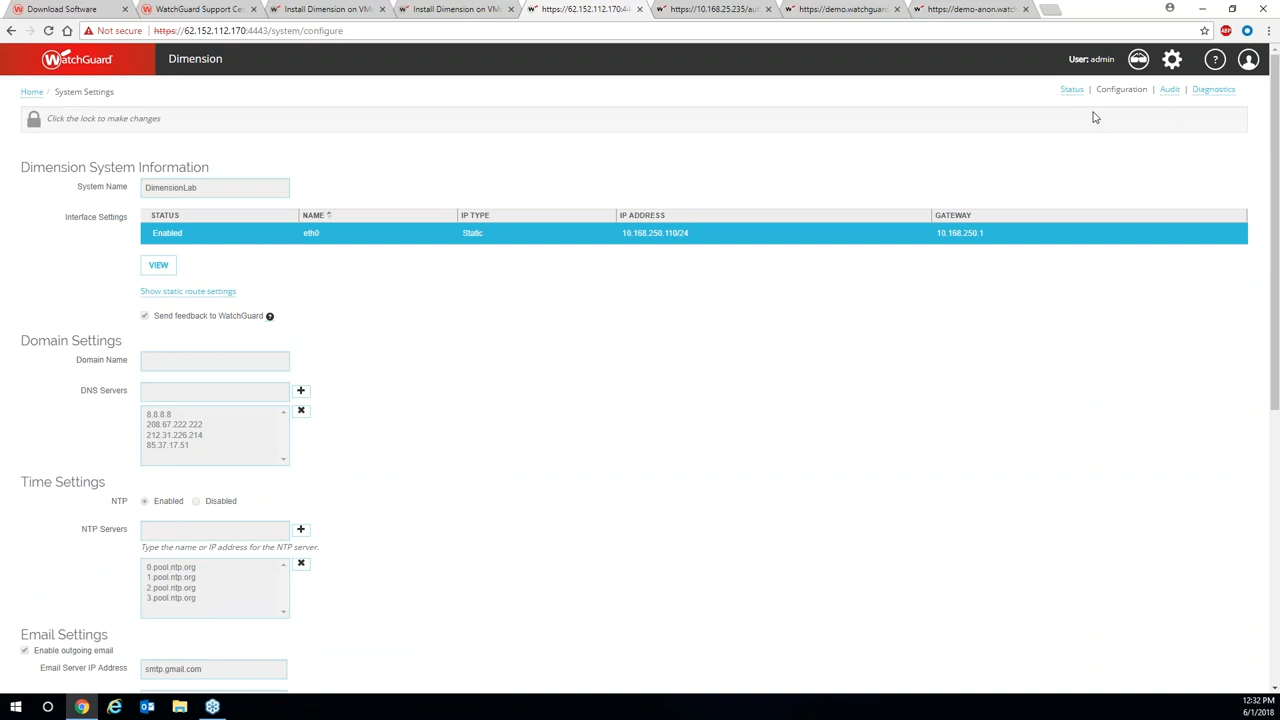 Download Software
WatchGuard Support Ce
Install Dimension on VM
Install Dimension on VM
https://62.152.112.170:4
https://10.168.25.235/aut
https://demo.watchguar
https://demo-anon.watch
Not secure
https://62.152.112.170:4443/system/configure
WatchGuard
Dimension
User: admin
Home / System Settings
Status | Configuration | Audit | Diagnostics
Click the lock to make changes
Dimension System Information
System Name
DimensionLab
Interface Settings
STATUS NAME IP TYPE IP ADDRESS GATEWAY
Enabled eth0 Static 10.168.250.110/24 10.168.250.1
VIEW
Show static route settings
Send feedback to WatchGuard
Domain Settings
Domain Name
DNS Servers
8.8.8.8
208.67.222.222
212.31.226.214
85.37.17.51
Time Settings
NTP
Enabled Disabled
NTP Servers
Type the name or IP address for the NTP server.
0.pool.ntp.org
1.pool.ntp.org
2.pool.ntp.org
3.pool.ntp.org
Email Settings
Enable outgoing email
Email Server IP Address
smtp.gmail.com
12:32 PM
6/1/2018